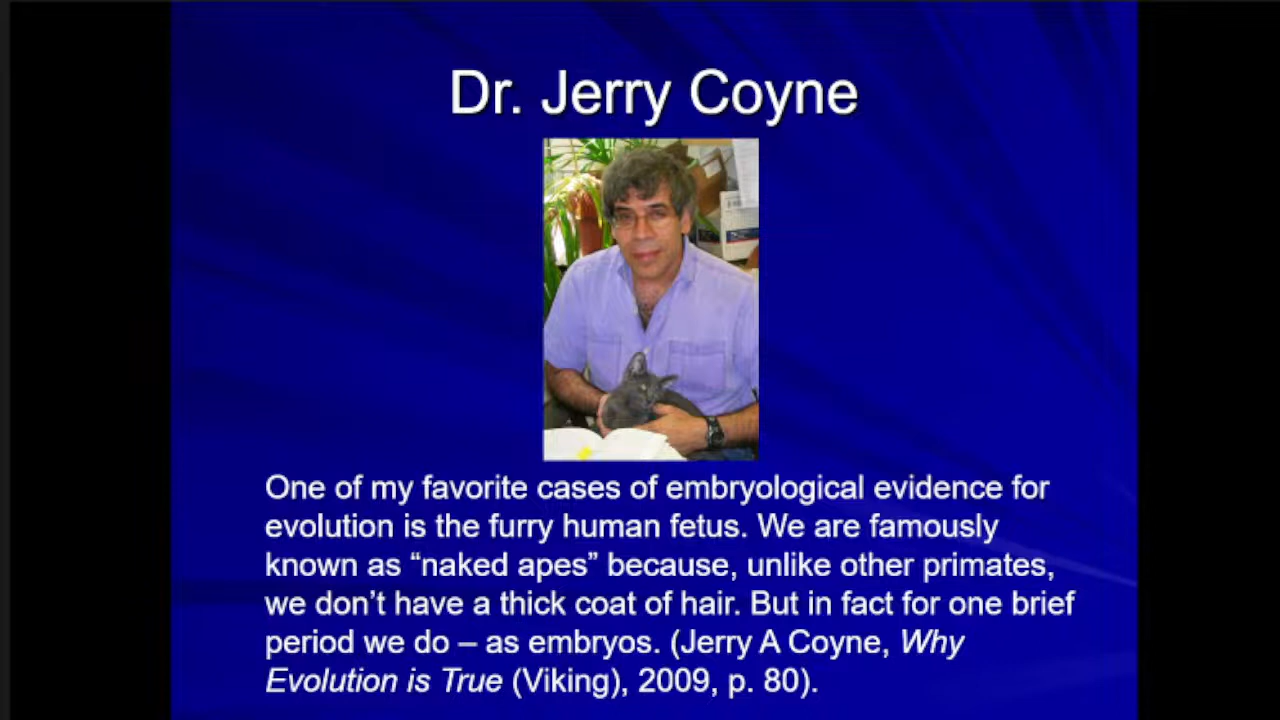 Dr. Jerry Coyne
One of my favorite cases of embryological evidence for
evolution is the furry human fetus. We are famously
known as “naked apes” because, unlike other primates,
we don’t have a thick coat of hair. But in fact for one brief
period we do – as embryos. (Jerry A Coyne, Why
Evolution is True (Viking), 2009, p. 80).